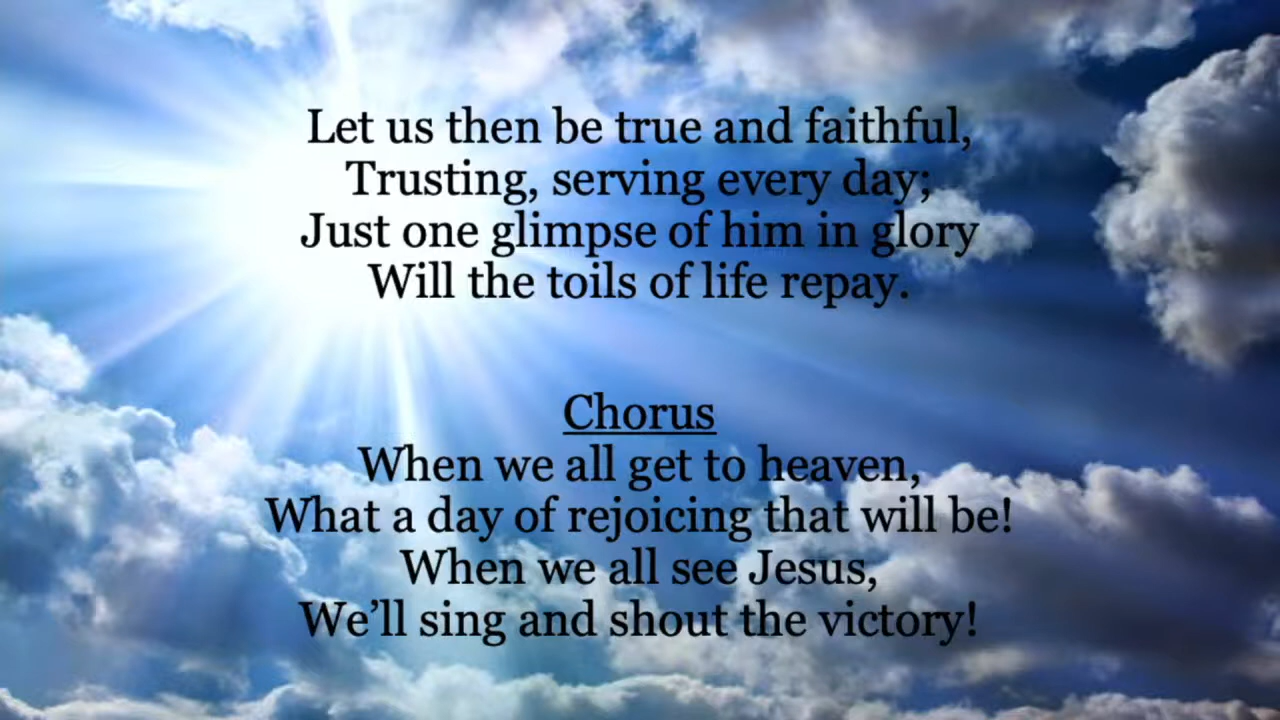 Let us then be true and faithful,
Trusting, serving every day;
Just one glimpse of him in glory
Will the toils of life repay.
Chorus
When we all get to heaven,
What a day of rejoicing that will be!
When we all see Jesus,
We’ll sing and shout the victory!